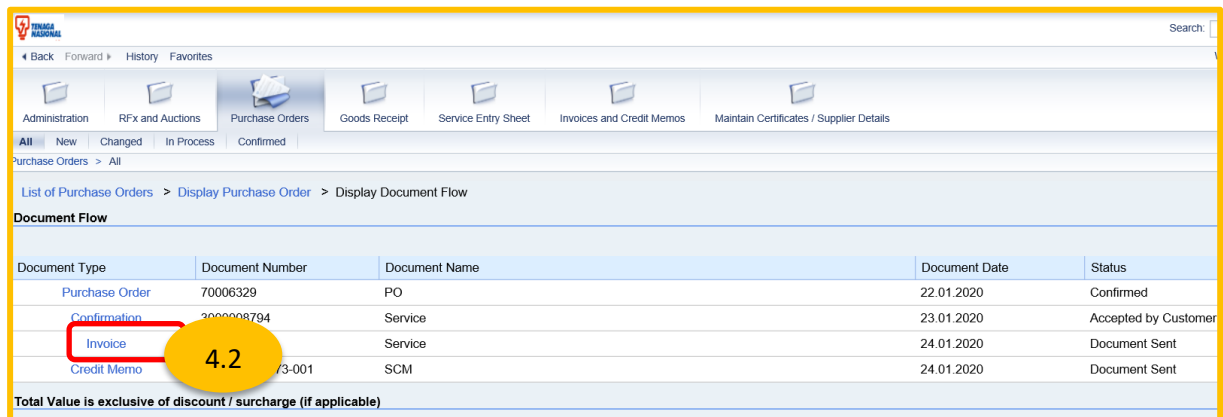 TENAGA
NASIONAL
Search:
Back Forward History Favorites
Administration RFx and Auctions Purchase Orders Goods Receipt Service Entry Sheet Invoices and Credit Memos Maintain Certificates / Supplier Details
All New Changed In Process Confirmed
Purchase Orders > All
List of Purchase Orders > Display Purchase Order > Display Document Flow
Document Flow
Document Type Document Number Document Name Document Date Status
Purchase Order 70006329 PO 22.01.2020 Confirmed
Confirmation 3000008794 Service 23.01.2020 Accepted by Customer
Invoice Service 24.01.2020 Document Sent
4.2
Credit Memo 73-001 SCM 24.01.2020 Document Sent
Total Value is exclusive of discount / surcharge (if applicable)